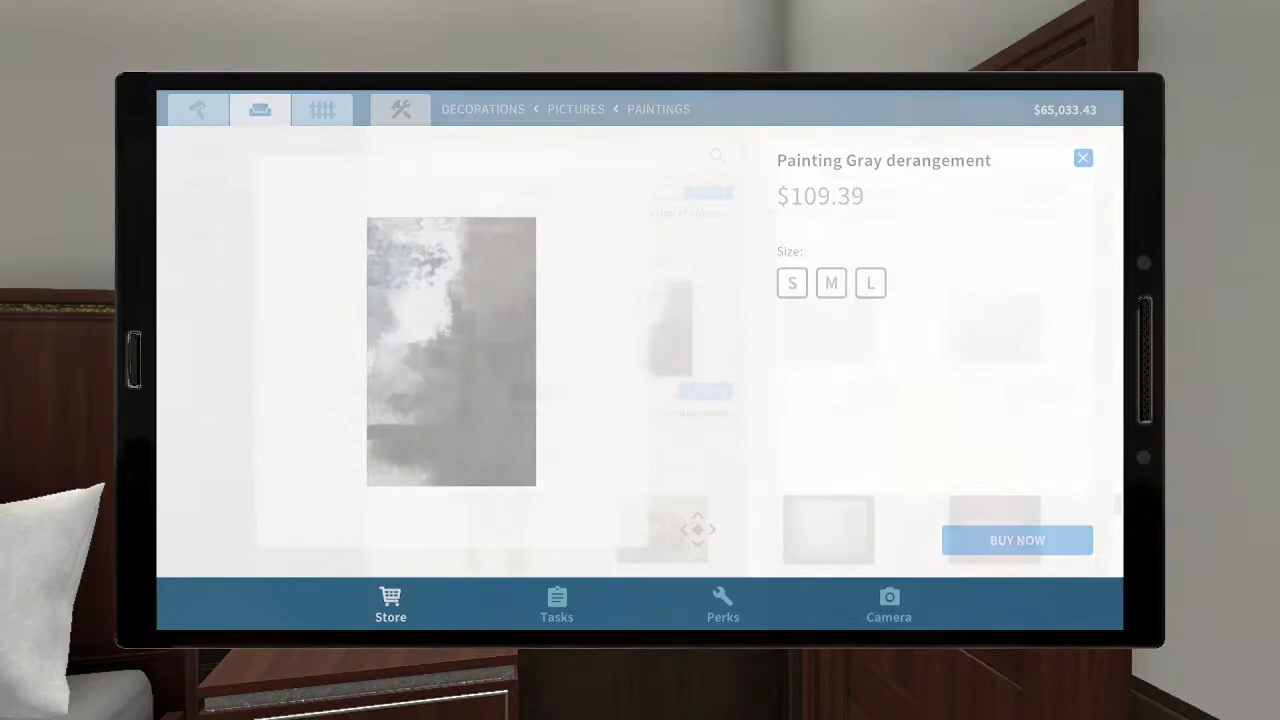 DECORATIONS < PICTURES < PAINTINGS
$65,033.43
Painting Gray derangement
$109.39
Size:
S M L
BUY NOW
Store Tasks Perks Camera